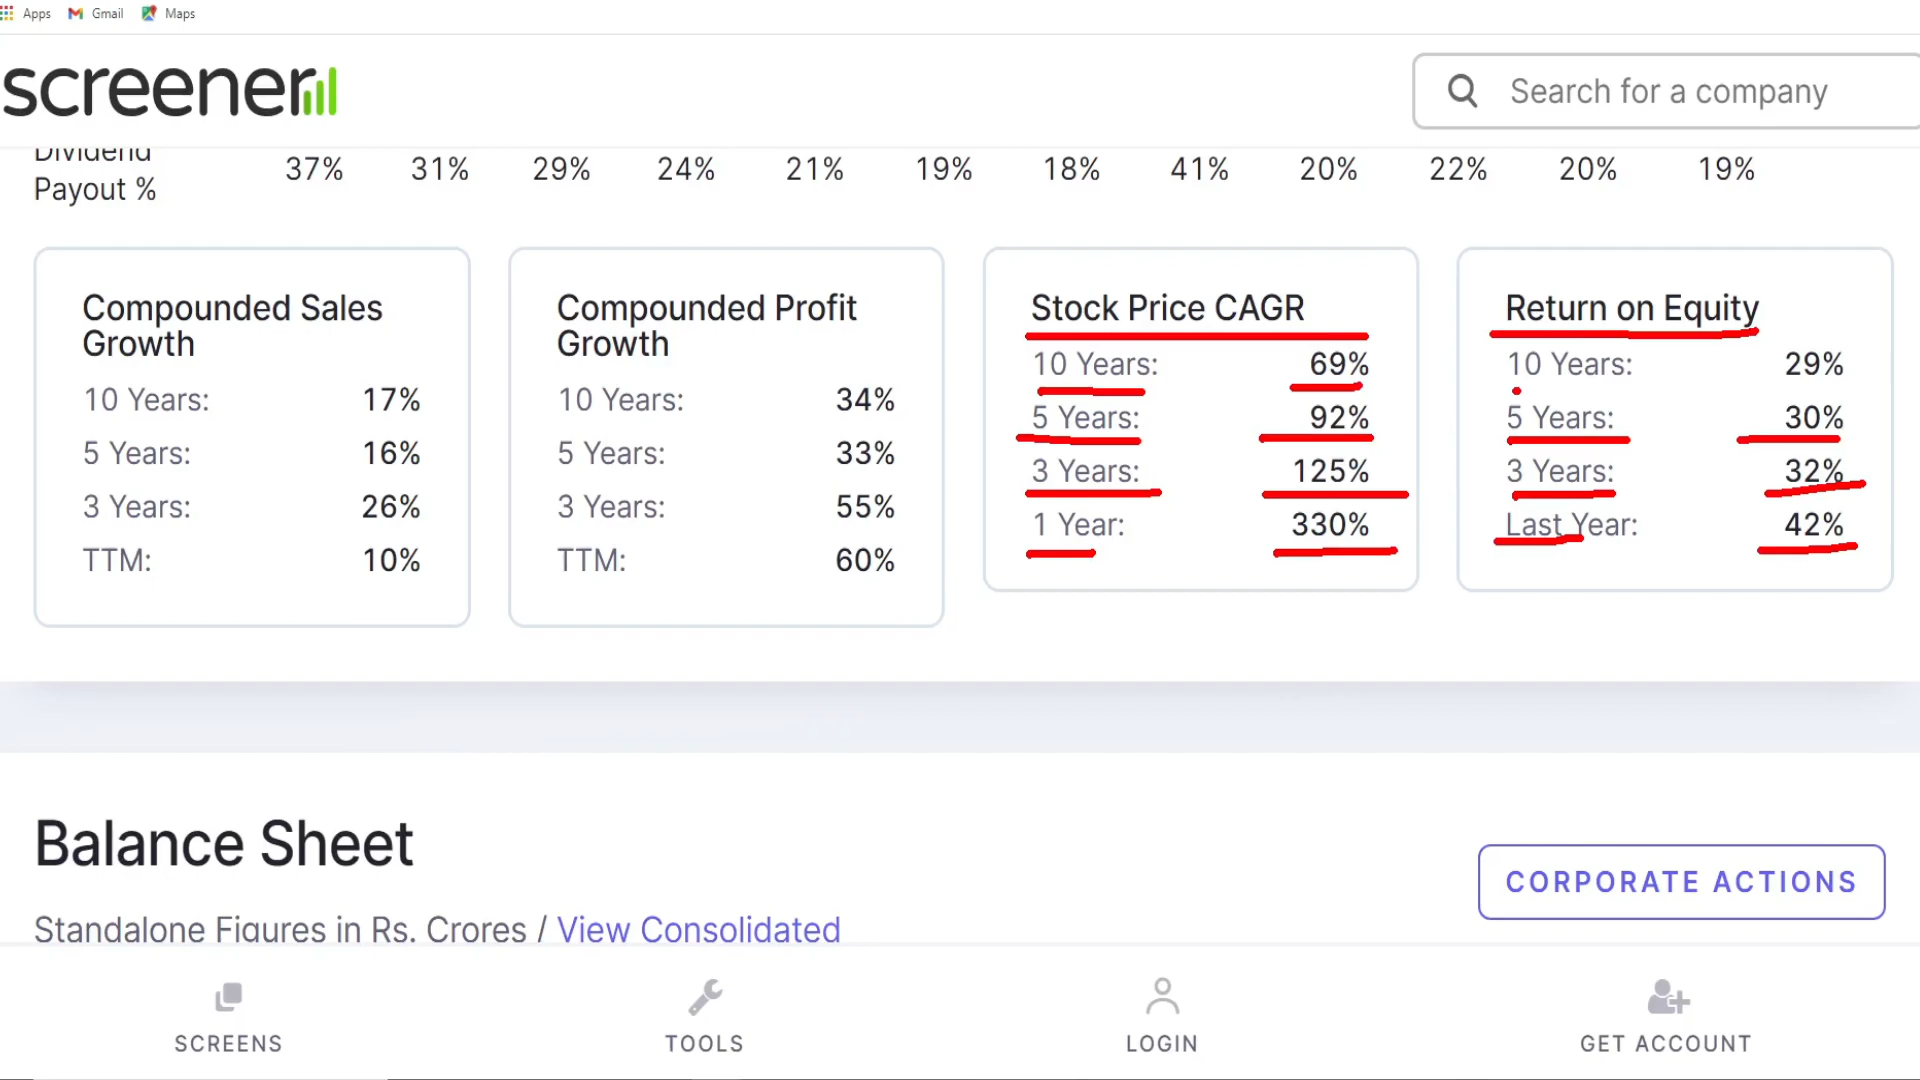 Apps Gmail Maps
screener
Search for a company
Dividend
Payout % 37% 31% 29% 24% 21% 19% 18% 41% 20% 22% 20% 19%
Compounded Sales
Growth
10 Years: 17%
5 Years: 16%
3 Years: 26%
TTM: 10%
Compounded Profit
Growth
10 Years: 34%
5 Years: 33%
3 Years: 55%
TTM: 60%
Stock Price CAGR
10 Years: 69%
5 Years: 92%
3 Years: 125%
1 Year: 330%
Return on Equity
10 Years: 29%
5 Years: 30%
3 Years: 32%
Last Year: 42%
Balance Sheet
CORPORATE ACTIONS
Standalone Figures in Rs. Crores / View Consolidated
SCREENS TOOLS LOGIN GET ACCOUNT